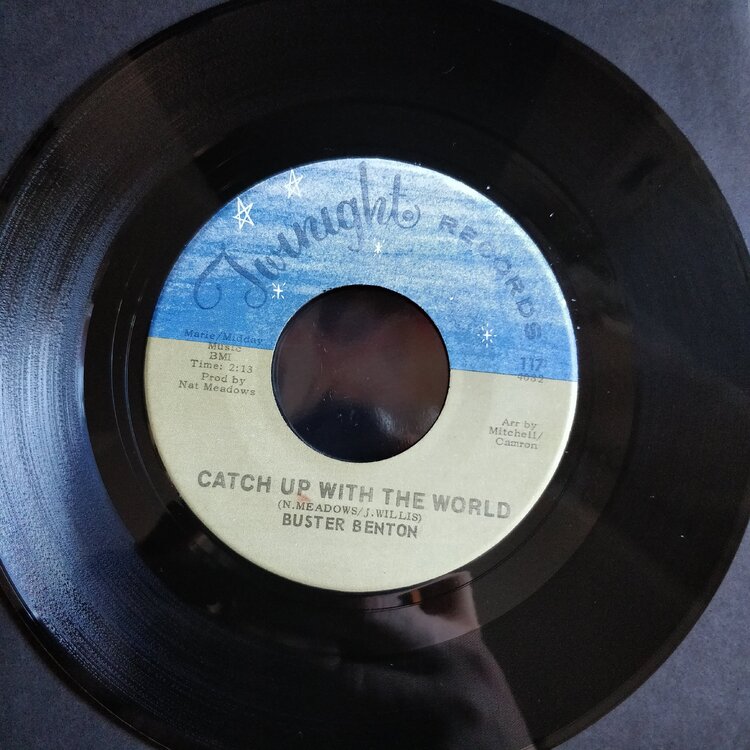 Twinight RECORDS
117
4082
Marie/Midday
Music
BMI
Time: 2:13
Prod by
Nat Meadows
Arr by
Mitchell/
Camron
CATCH UP WITH THE WORLD
(N.MEADOWS/J.WILLIS)
BUSTER BENTON